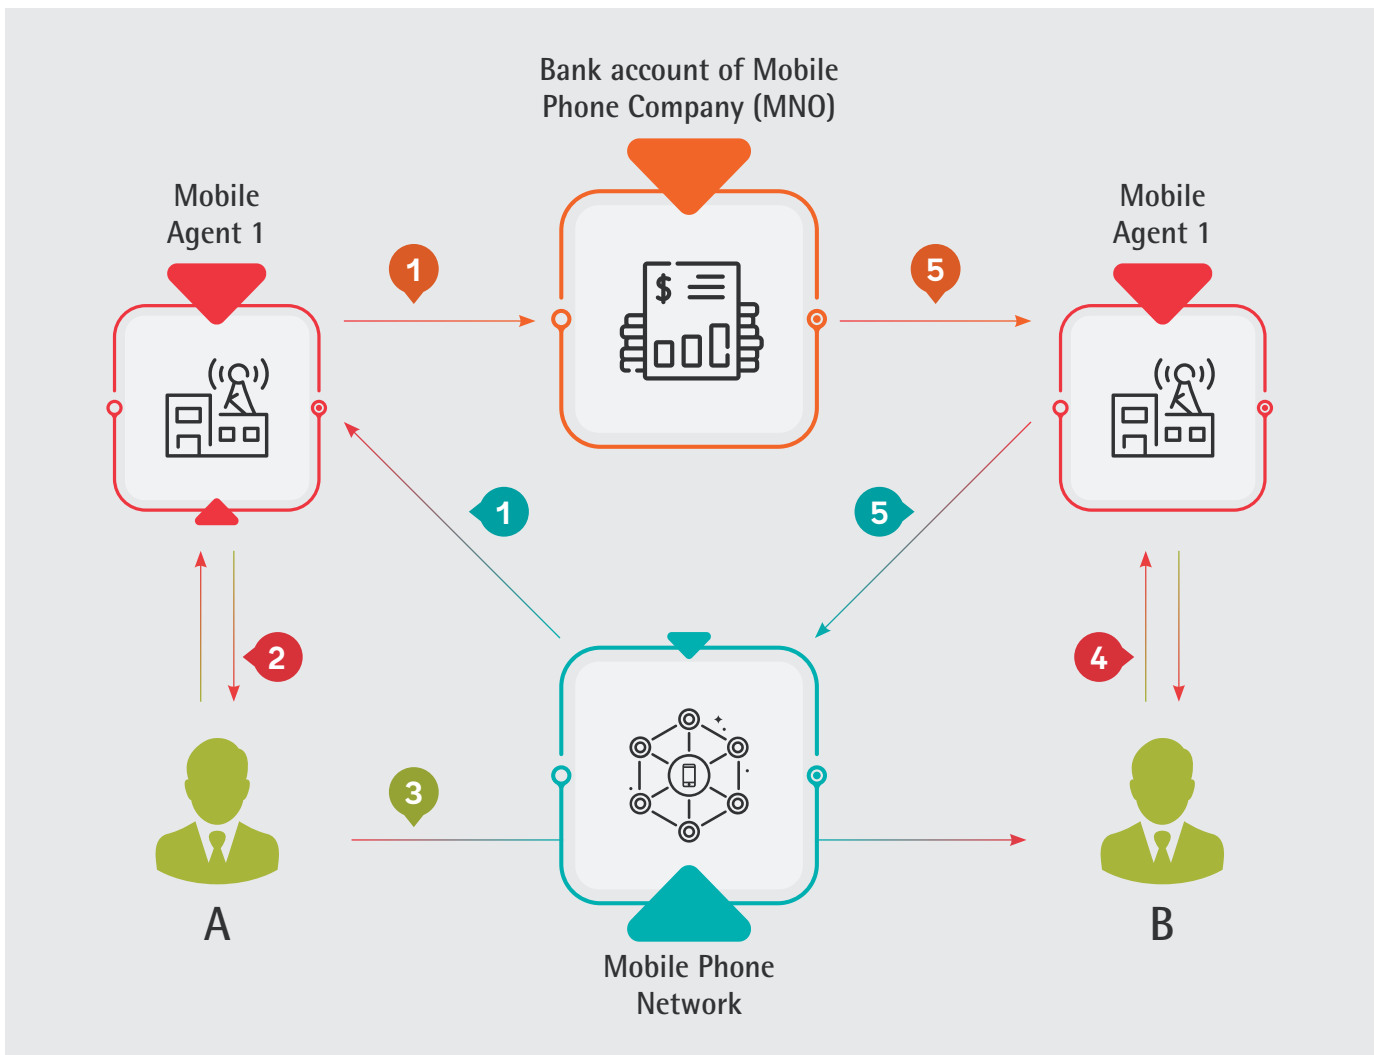 Bank account of Mobile
Phone Company (MNO)
Mobile
Agent 1
Mobile
Agent 1
1
5
$
1
5
2
4
3
A
B
Mobile Phone
Network